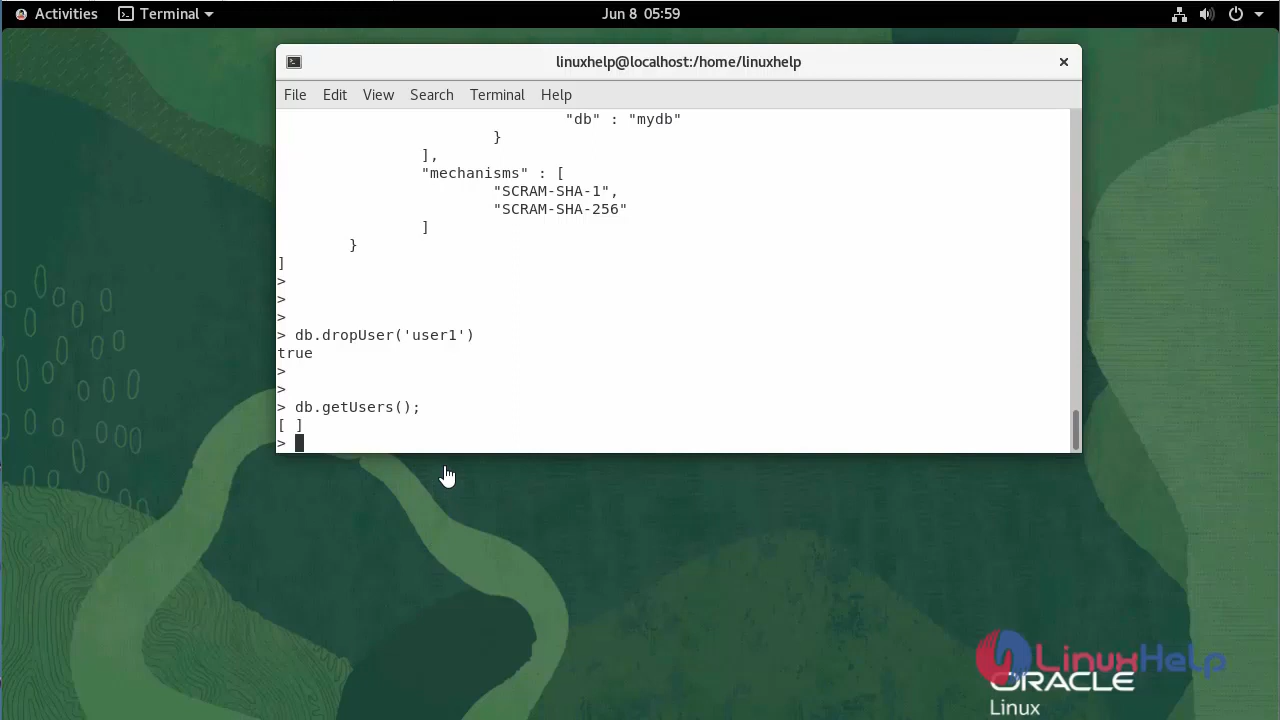 Activities Terminal Jun 8 05:59
linuxhelp@localhost:/home/linuxhelp
File Edit View Search Terminal Help
"db" : "mydb"
}
],
"mechanisms" : [
"SCRAM-SHA-1",
"SCRAM-SHA-256"
]
}
]
>
>
>
> db.dropUser('user1')
true
>
>
> db.getUsers();
[ ]
>
LinuxHelp
ORACLE
Linux